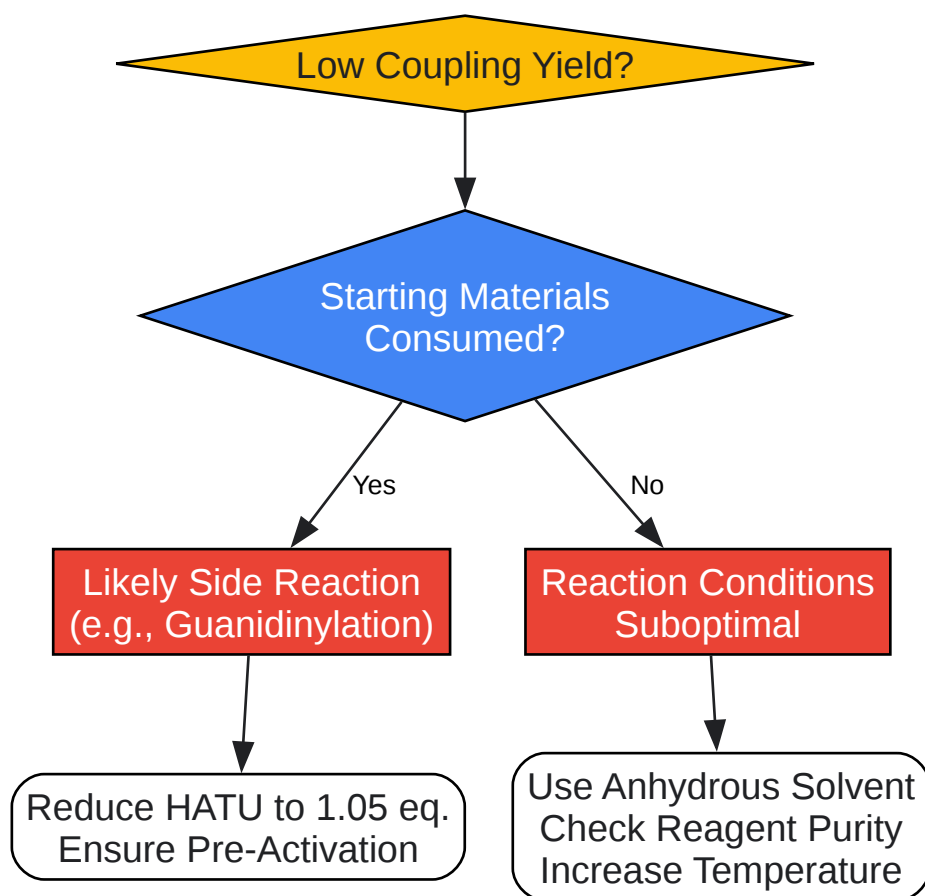 Low Coupling Yield?
Starting Materials
Consumed?
Yes
No
Likely Side Reaction
(e.g., Guanidinylation)
Reaction Conditions
Suboptimal
Reduce HATU to 1.05 eq.
Ensure Pre-Activation
Use Anhydrous Solvent
Check Reagent Purity
Increase Temperature